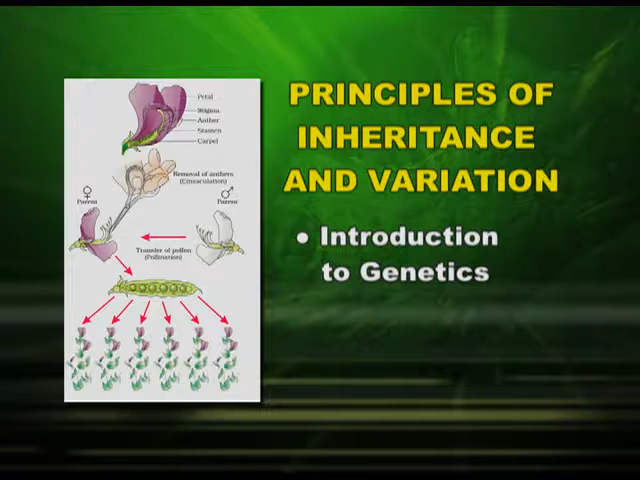 PRINCIPLES OF
INHERITANCE
AND VARIATION
● Introduction
to Genetics
Petal
Stigma
Anther
Stamen
Carpel
Removal of anthers
(Emasculation)
♀
Parent
♂
Parent
Transfer of pollen
(Pollination)